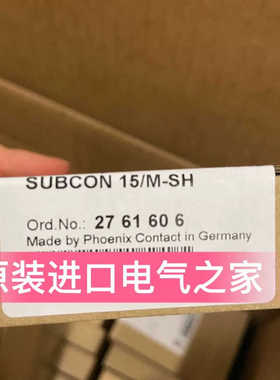 SUBCON 15/M-SH
Ord.No.: 27 61 60 6
Made by Phoenix Contact in Germany
原装进口电气之家